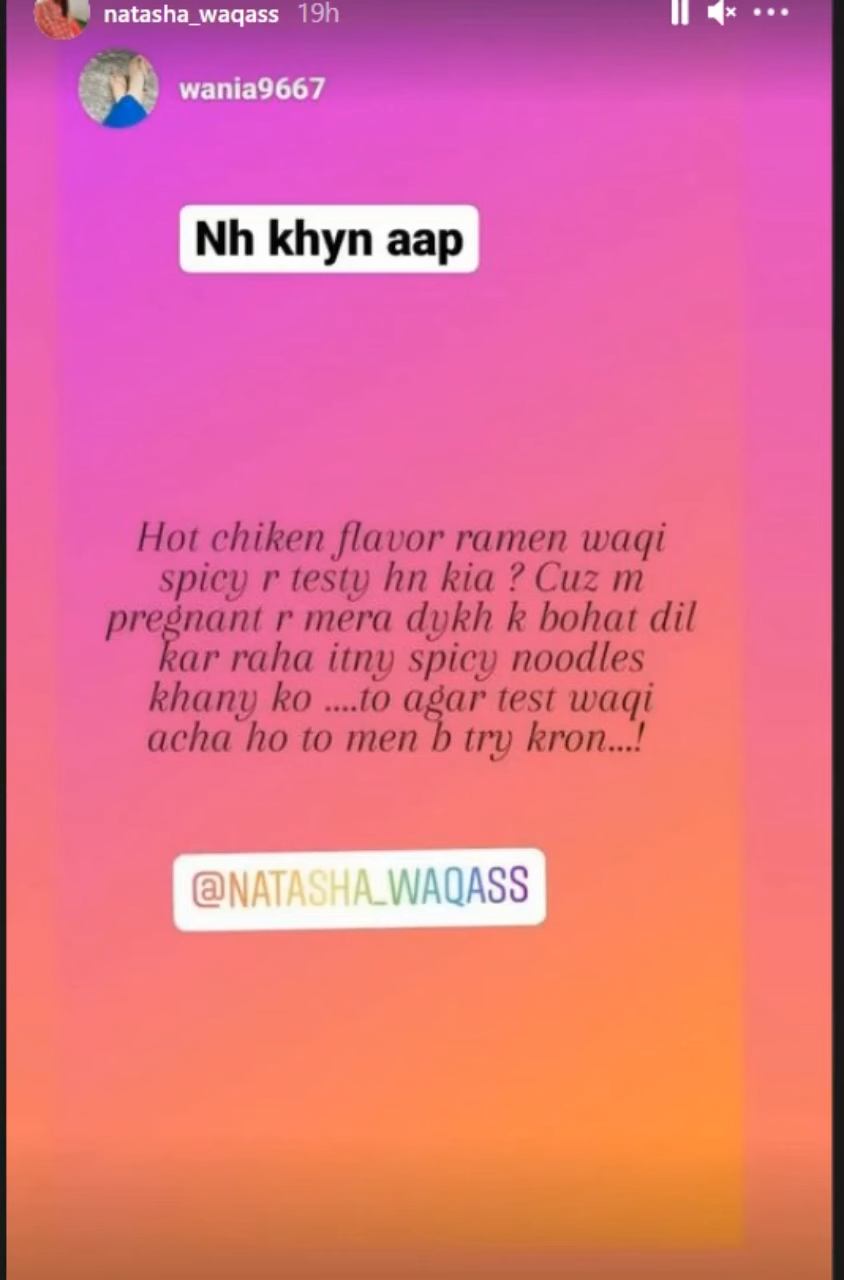 natasha_waqass 19h
wania9667
Nh khyn aap
Hot chiken flavor ramen waqi
spicy r testy hn kia ? Cuz m
pregnant r mera dykh k bohat dil
kar raha itny spicy noodles
khany ko ....to agar test waqi
acha ho to men b try kron...!
@NATASHA_WAQASS